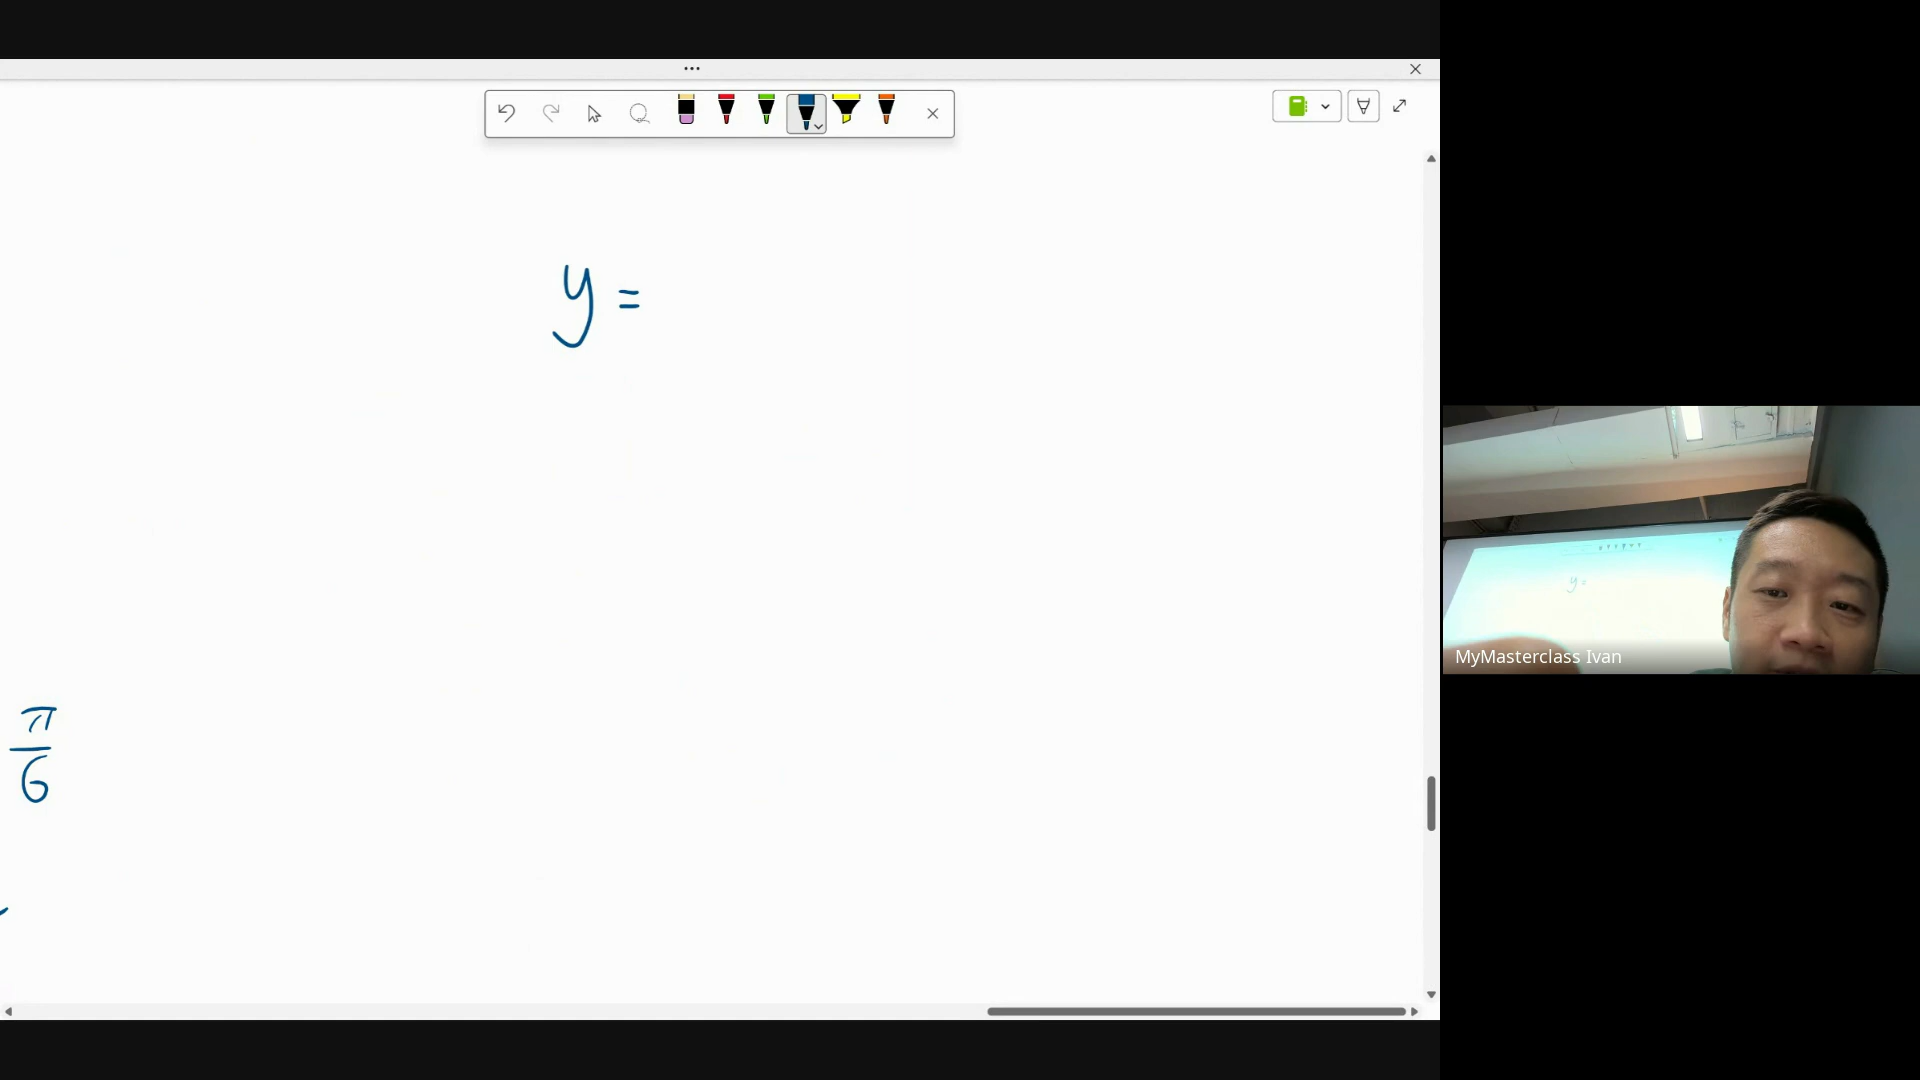 y =
π
6
MyMasterclass Ivan